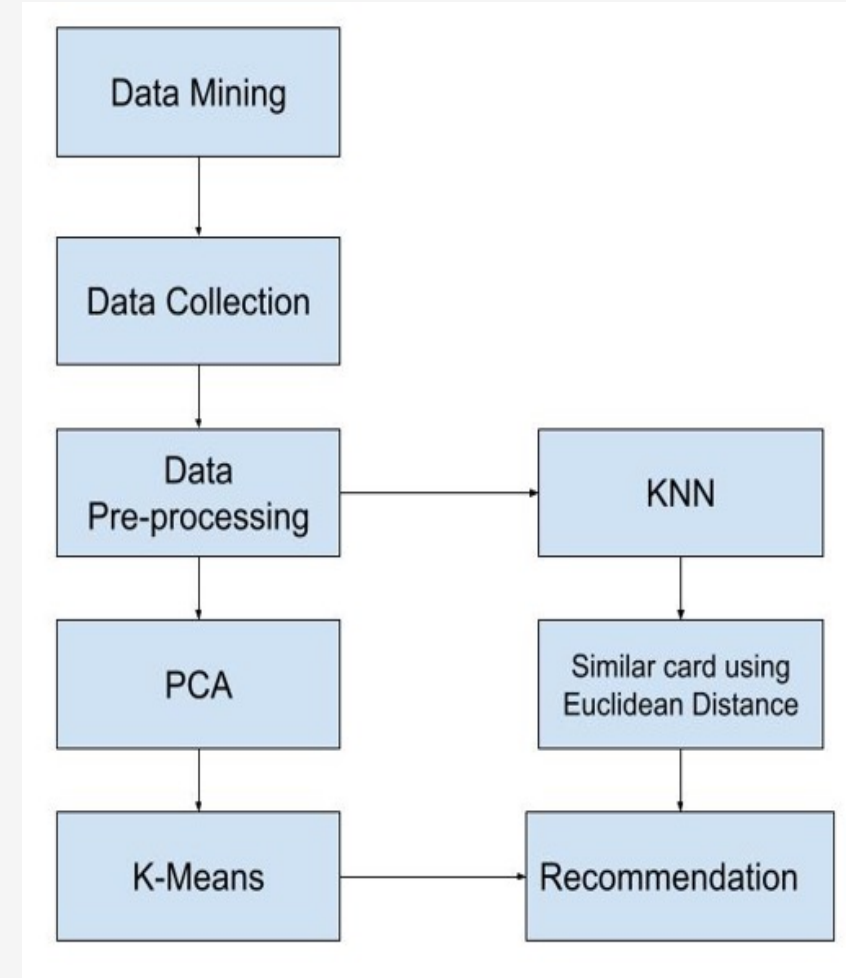 Data Mining
Data Collection
Data
Pre-processing
KNN
PCA
Similar card using
Euclidean Distance
K-Means
Recommendation